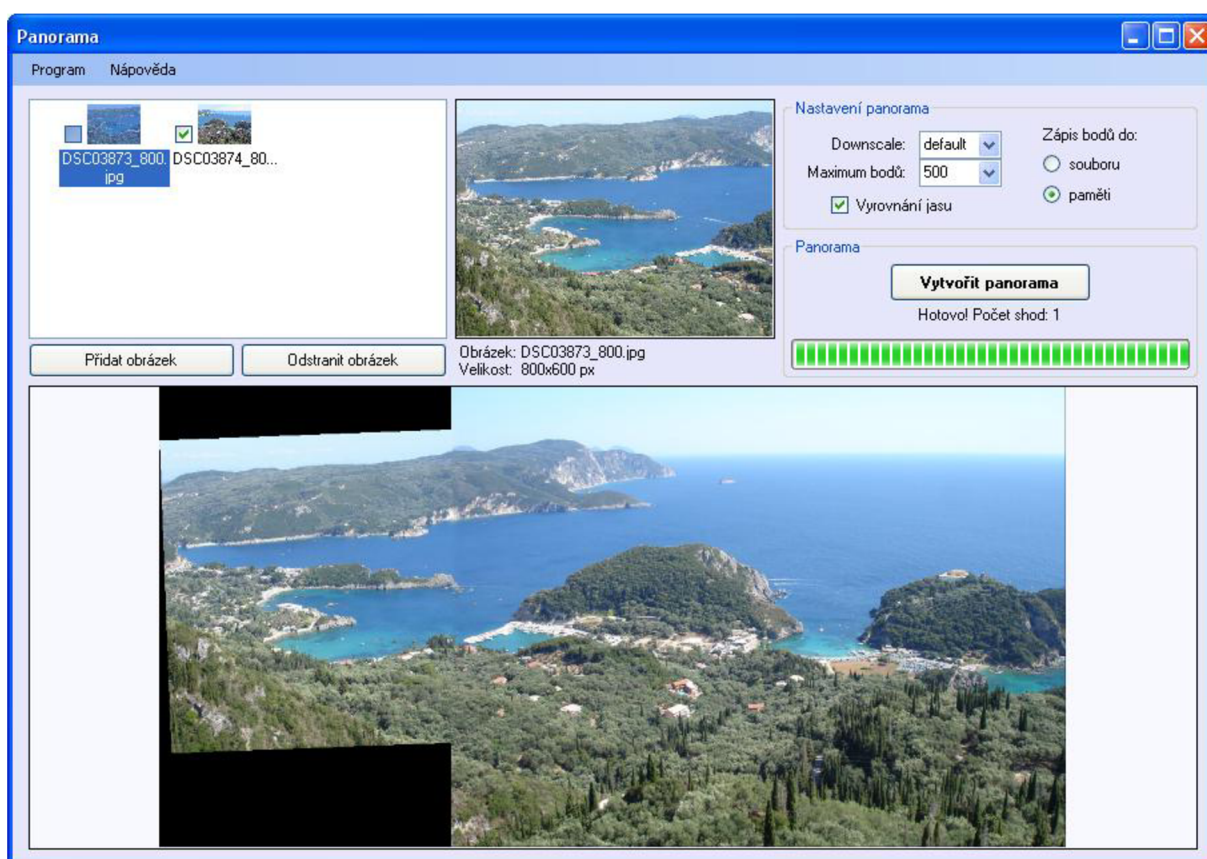 Panorama
Program Nápověda
DSC03873_800.
jpg
DSC03874_80...
Přidat obrázek
Odstranit obrázek
Obrázek: DSC03873_800.jpg
Velikost: 800x600 px
Nastavení panorama
Downscale: default
Maximum bodů: 500
Vyrovnání jasu
Zápis bodů do:
souboru
paměti
Panorama
Vytvořit panorama
Hotovo! Počet shod: 1